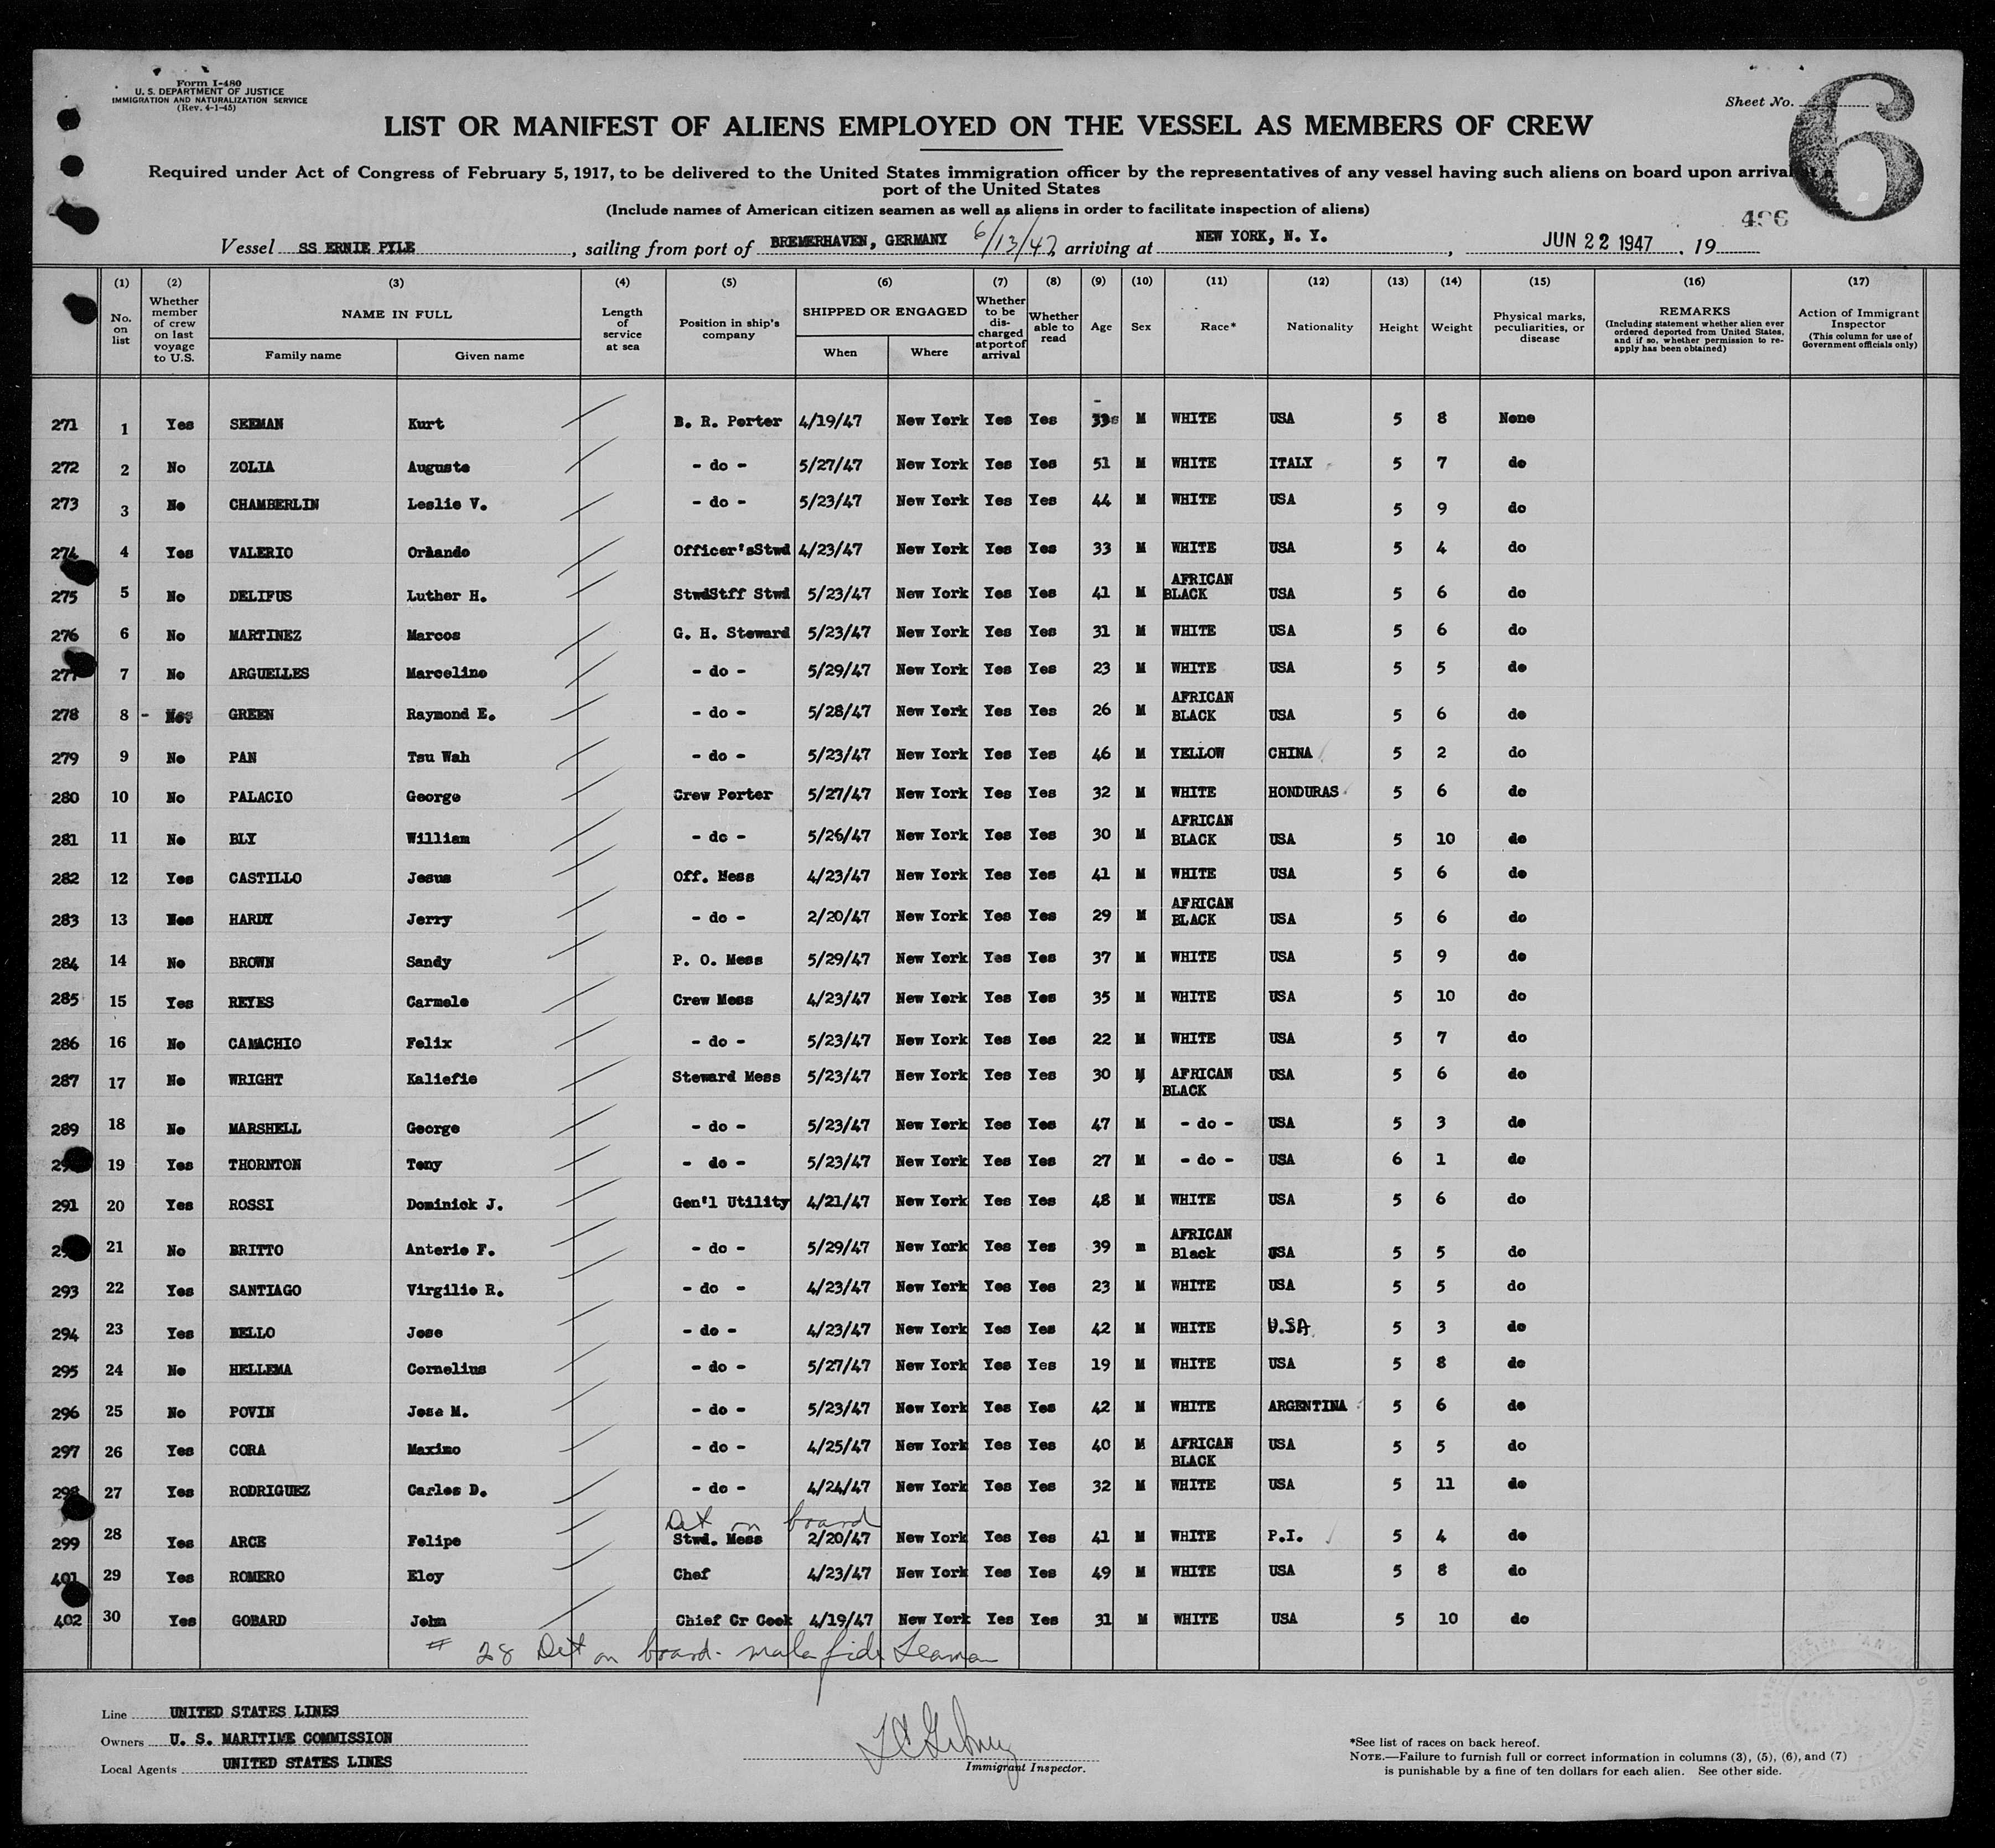 Form I-480
U. S. DEPARTMENT OF JUSTICE
IMMIGRATION AND NATURALIZATION SERVICE
(Rev. 4-1-45)
Sheet No. 6
LIST OR MANIFEST OF ALIENS EMPLOYED ON THE VESSEL AS MEMBERS OF CREW
Required under Act of Congress of February 5, 1917, to be delivered to the United States immigration officer by the representatives of any vessel having such aliens on board upon arrival at a
port of the United States
(Include names of American citizen seamen as well as aliens in order to facilitate inspection of aliens)
Vessel SS ERNIE PYLE, sailing from port of BREMERHAVEN, GERMANY 6/13/47, arriving at NEW YORK, N. Y., JUN 22 1947, 19
(1) No. on list (2) Whether member of crew on last voyage to U.S. (3) NAME IN FULL Family name Given name (4) Length of service at sea (5) Position in ship's company (6) SHIPPED OR ENGAGED When Where (7) Whether to be discharged at port of arrival (8) Whether able to read (9) Age (10) Sex (11) Race* (12) Nationality (13) Height (14) Weight (15) Physical marks, peculiarities, or disease (16) REMARKS (Including statement whether alien ever ordered deported from United States, and if so, whether permission to re-apply has been obtained) (17) Action of Immigrant Inspector (This column for use of Government officials only)
271 1 Yes SEEMAN Kurt B. R. Porter 4/19/47 New York Yes Yes M WHITE USA 5 8 None
272 2 No ZOLIA Auguste - do - 5/27/47 New York Yes Yes 51 M WHITE ITALY 5 7 do
273 3 No CHAMBERLIN Leslie V. - do - 5/23/47 New York Yes Yes 44 M WHITE USA 5 9 do
274 4 Yes VALERIO Orlando Officer'sStwd 4/23/47 New York Yes Yes 33 M WHITE USA 5 4 do
275 5 No DELIFUS Luther H. StwdStff Stwd 5/23/47 New York Yes Yes 41 M AFRICAN BLACK USA 5 6 do
276 6 No MARTINEZ Marcos G. H. Steward 5/23/47 New York Yes Yes 31 M WHITE USA 5 6 do
277 7 No ARGUELLES Marcelino - do - 5/29/47 New York Yes Yes 23 M WHITE USA 5 5 do
278 8 - GREEN Raymond E. - do - 5/28/47 New York Yes Yes 26 M AFRICAN BLACK USA 5 6 do
279 9 No PAN Tsu Wah - do - 5/23/47 New York Yes Yes 46 M YELLOW CHINA 5 2 do
280 10 No PALACIO George Crew Porter 5/27/47 New York Yes Yes 32 M WHITE HONDURAS 5 6 do
281 11 No BLY William - do - 5/26/47 New York Yes Yes 30 M AFRICAN BLACK USA 5 10 do
282 12 Yes CASTILLO Jesus Off. Mess 4/23/47 New York Yes Yes 41 M WHITE USA 5 6 do
283 13 HARDY Jerry - do - 2/20/47 New York Yes Yes 29 M AFRICAN BLACK USA 5 6 do
284 14 No BROWN Sandy P. O. Mess 5/29/47 New York Yes Yes 37 M WHITE USA 5 9 do
285 15 Yes REYES Carmelo Crew Mess 4/23/47 New York Yes Yes 35 M WHITE USA 5 10 do
286 16 No CAMACHIO Felix - do - 5/23/47 New York Yes Yes 22 M WHITE USA 5 7 do
287 17 No WRIGHT Kaliefie Steward Mess 5/23/47 New York Yes Yes 30 M AFRICAN BLACK USA 5 6 do
289 18 No MARSHELL George - do - 5/23/47 New York Yes Yes 47 M - do - USA 5 3 do
19 Yes THORNTON Tony - do - 5/23/47 New York Yes Yes 27 M - do - USA 6 1 do
291 20 Yes ROSSI Dominick J. Gen'l Utility 4/21/47 New York Yes Yes 48 M WHITE USA 5 6 do
21 No BRITTO Anterio F. - do - 5/29/47 New York Yes Yes 39 m AFRICAN Black USA 5 5 do
293 22 Yes SANTIAGO Virgilio R. - do - 4/23/47 New York Yes Yes 23 M WHITE USA 5 5 do
294 23 Yes BELLO Jose - do - 4/23/47 New York Yes Yes 42 M WHITE U.SA. 5 3 do
295 24 No HELLEMA Cornelius - do - 5/27/47 New York Yes Yes 19 M WHITE USA 5 8 do
296 25 No POVIN Jose M. - do - 5/23/47 New York Yes Yes 42 M WHITE ARGENTINA 5 6 do
297 26 Yes CORA Maximo - do - 4/25/47 New York Yes Yes 40 M AFRICAN BLACK USA 5 5 do
298 27 Yes RODRIGUEZ Carlos D. - do - 4/24/47 New York Yes Yes 32 M WHITE USA 5 11 do
Det on board
299 28 Yes ARCE Felipe Stwd. Mess 2/20/47 New York Yes Yes 41 M WHITE P.I. 5 4 do
401 29 Yes ROMERO Eloy Chef 4/23/47 New York Yes Yes 49 M WHITE USA 5 8 do
402 30 Yes GOBARD John Chief Cr Cook 4/19/47 New York Yes Yes 31 M WHITE USA 5 10 do
# 28 Det on board - mala fide Seaman
Line UNITED STATES LINES
Owners U. S. MARITIME COMMISSION
Local Agents UNITED STATES LINES
Immigrant Inspector.
*See list of races on back hereof.
NOTE.—Failure to furnish full or correct information in columns (3), (5), (6), and (7)
is punishable by a fine of ten dollars for each alien. See other side.